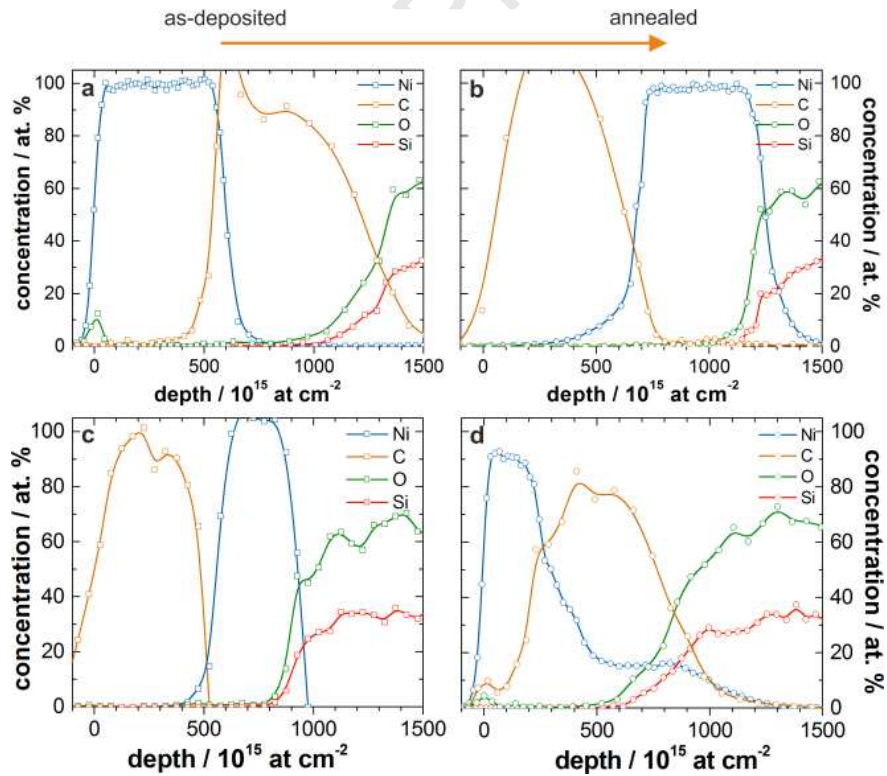 as-deposited annealed
a
Ni
C
O
Si
concentration / at. %
100
80
60
40
20
0
0 500 1000 1500
depth / 10¹⁵ at cm⁻²
b
Ni
C
O
Si
concentration / at. %
100
80
60
40
20
0
0 500 1000 1500
depth / 10¹⁵ at cm⁻²
c
Ni
C
O
Si
concentration / at. %
100
80
60
40
20
0
0 500 1000 1500
depth / 10¹⁵ at cm⁻²
d
Ni
C
O
Si
concentration / at. %
100
80
60
40
20
0
0 500 1000 1500
depth / 10¹⁵ at cm⁻²